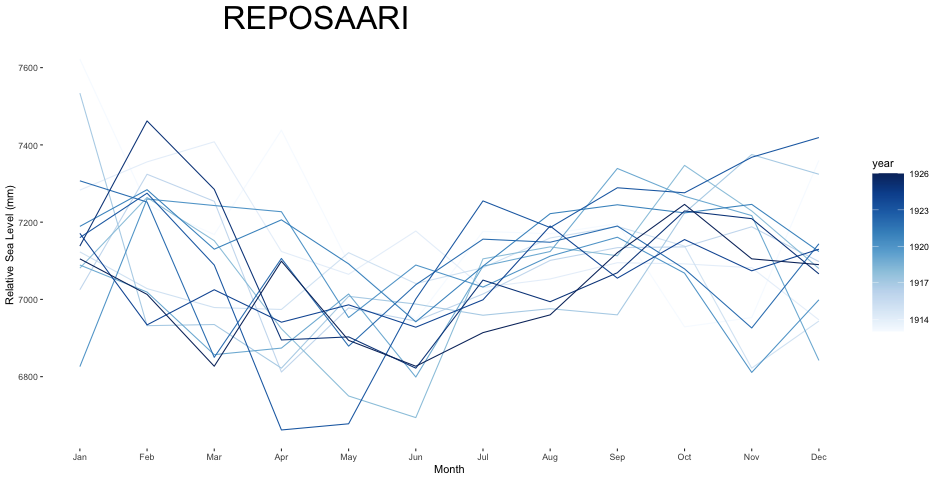 REPOSAARI
7600
7400
7200
7000
6800
Relative Sea Level (mm)
Jan Feb Mar Apr May Jun Jul Aug Sep Oct Nov Dec
Month
year
1926
1923
1920
1917
1914